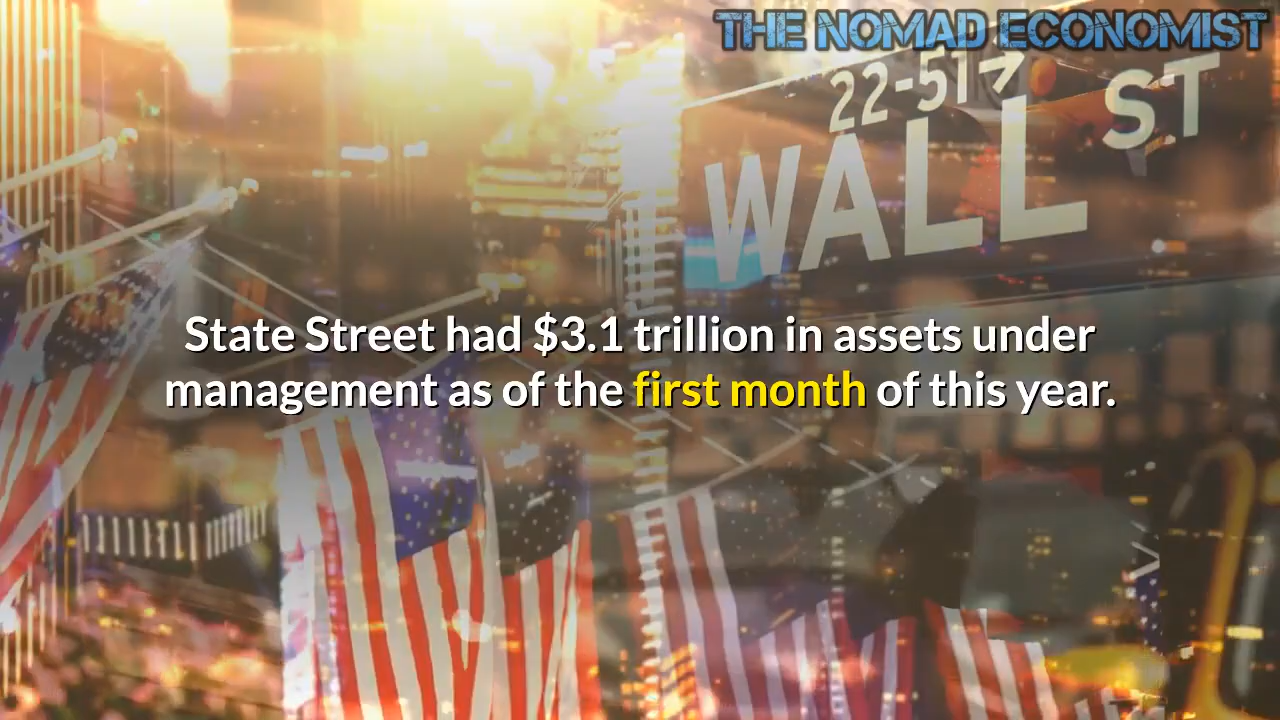 THE NOMAD ECONOMIST
22-51
WALL ST
State Street had $3.1 trillion in assets under
management as of the first month of this year.